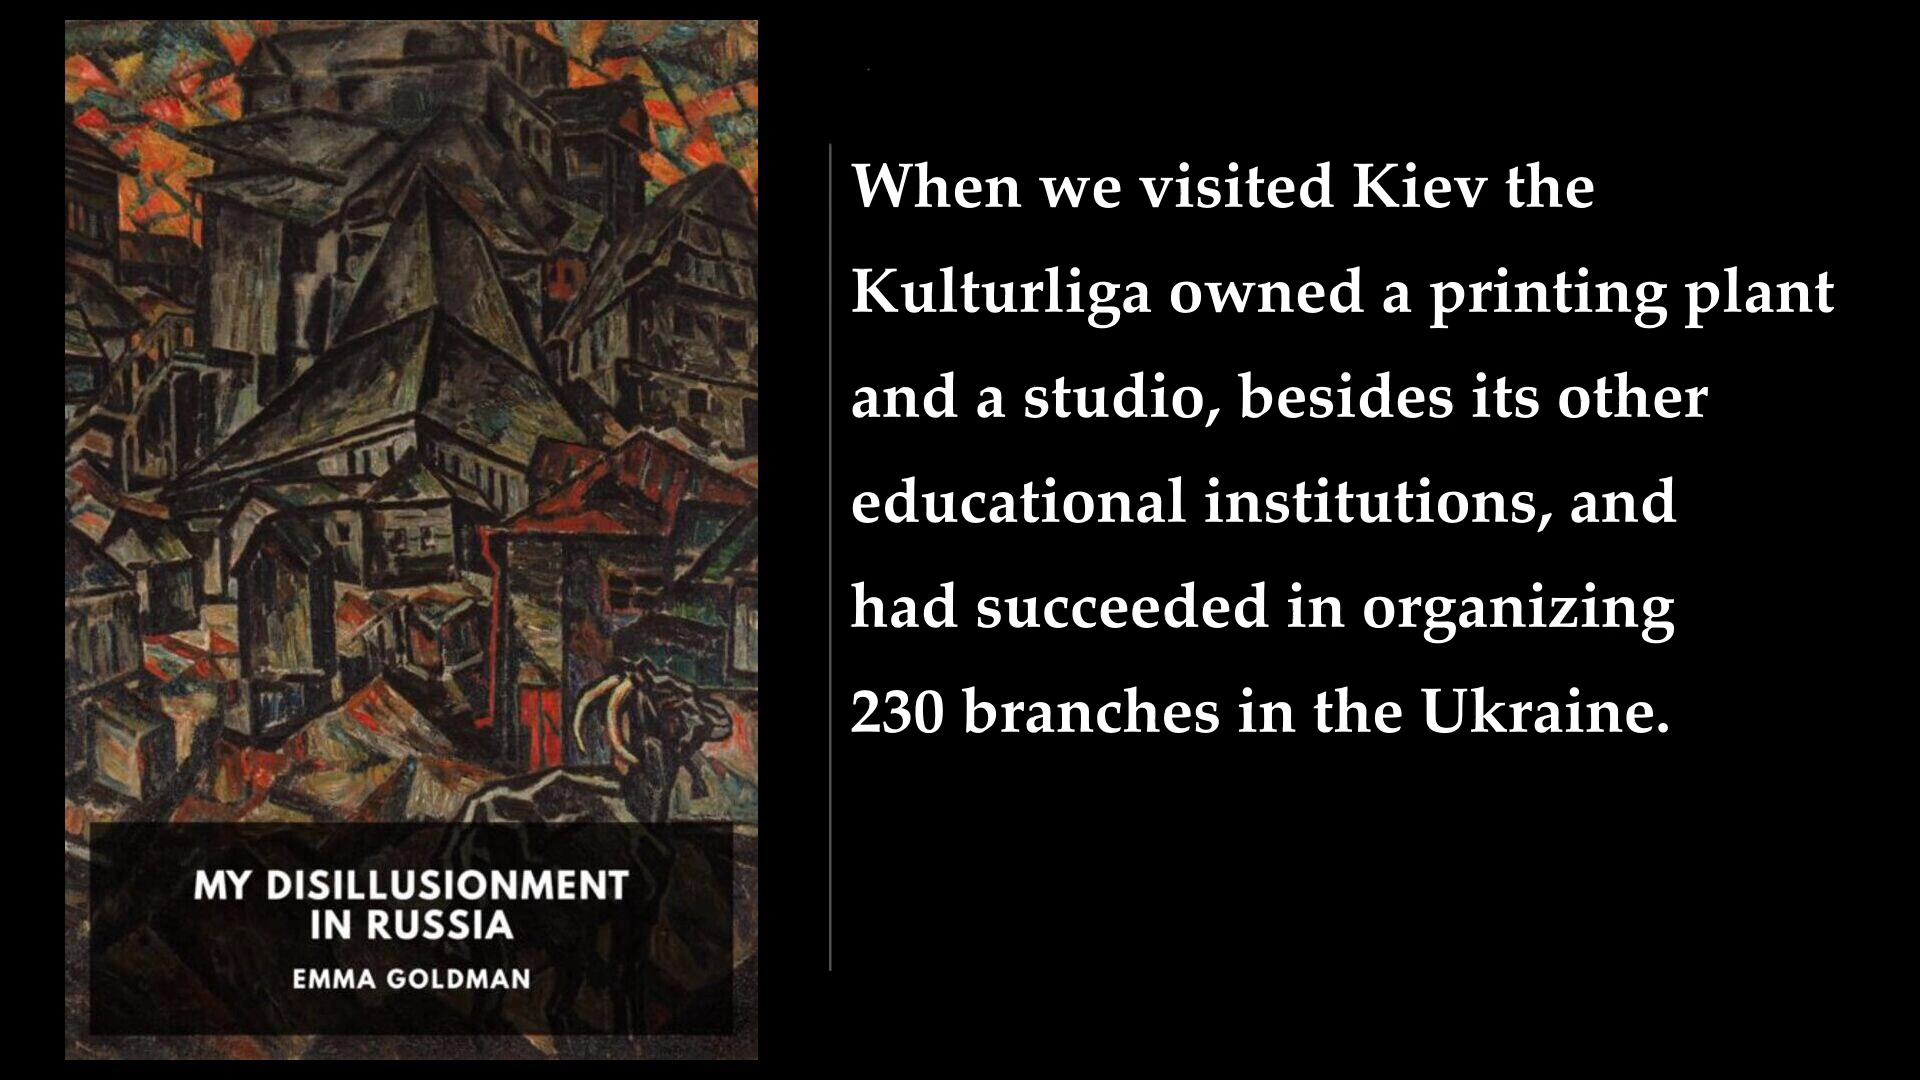 MY DISILLUSIONMENT
IN RUSSIA
EMMA GOLDMAN
When we visited Kiev the
Kulturliga owned a printing plant
and a studio, besides its other
educational institutions, and
had succeeded in organizing
230 branches in the Ukraine.